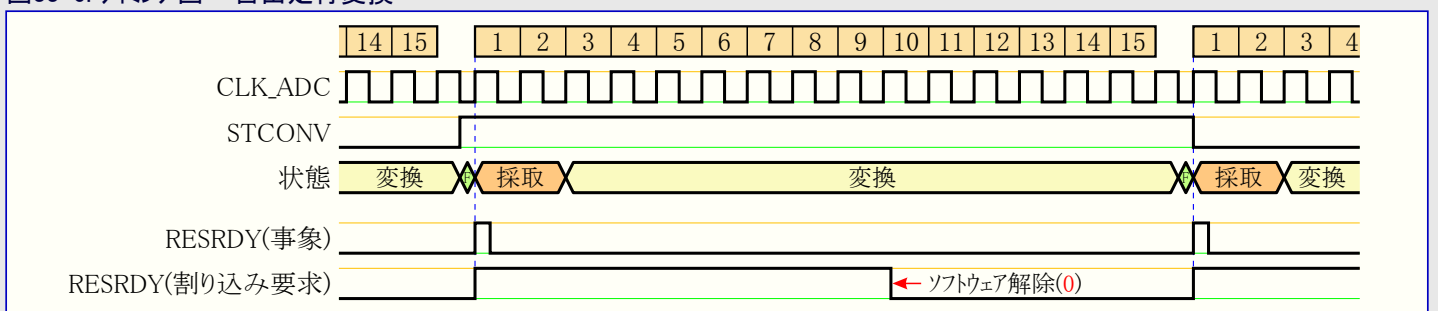 14 15 1 2 3 4 5 6 7 8 9 10 11 12 13 14 15 1 2 3 4
CLK_ADC
STCONV
状態 変換 F 採取 変換 F 採取 変換
RESRDY(事象)
RESRDY(割り込み要求) ← ソフトウェア解除(0)